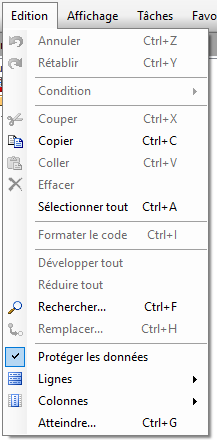 Edition Affichage Tâches Favo
Annuler Ctrl+Z
Rétablir Ctrl+Y
Condition
Couper Ctrl+X
Copier Ctrl+C
Coller Ctrl+V
Effacer
Sélectionner tout Ctrl+A
Formater le code Ctrl+I
Développer tout
Réduire tout
Rechercher... Ctrl+F
Remplacer... Ctrl+H
Protéger les données
Lignes
Colonnes
Atteindre... Ctrl+G